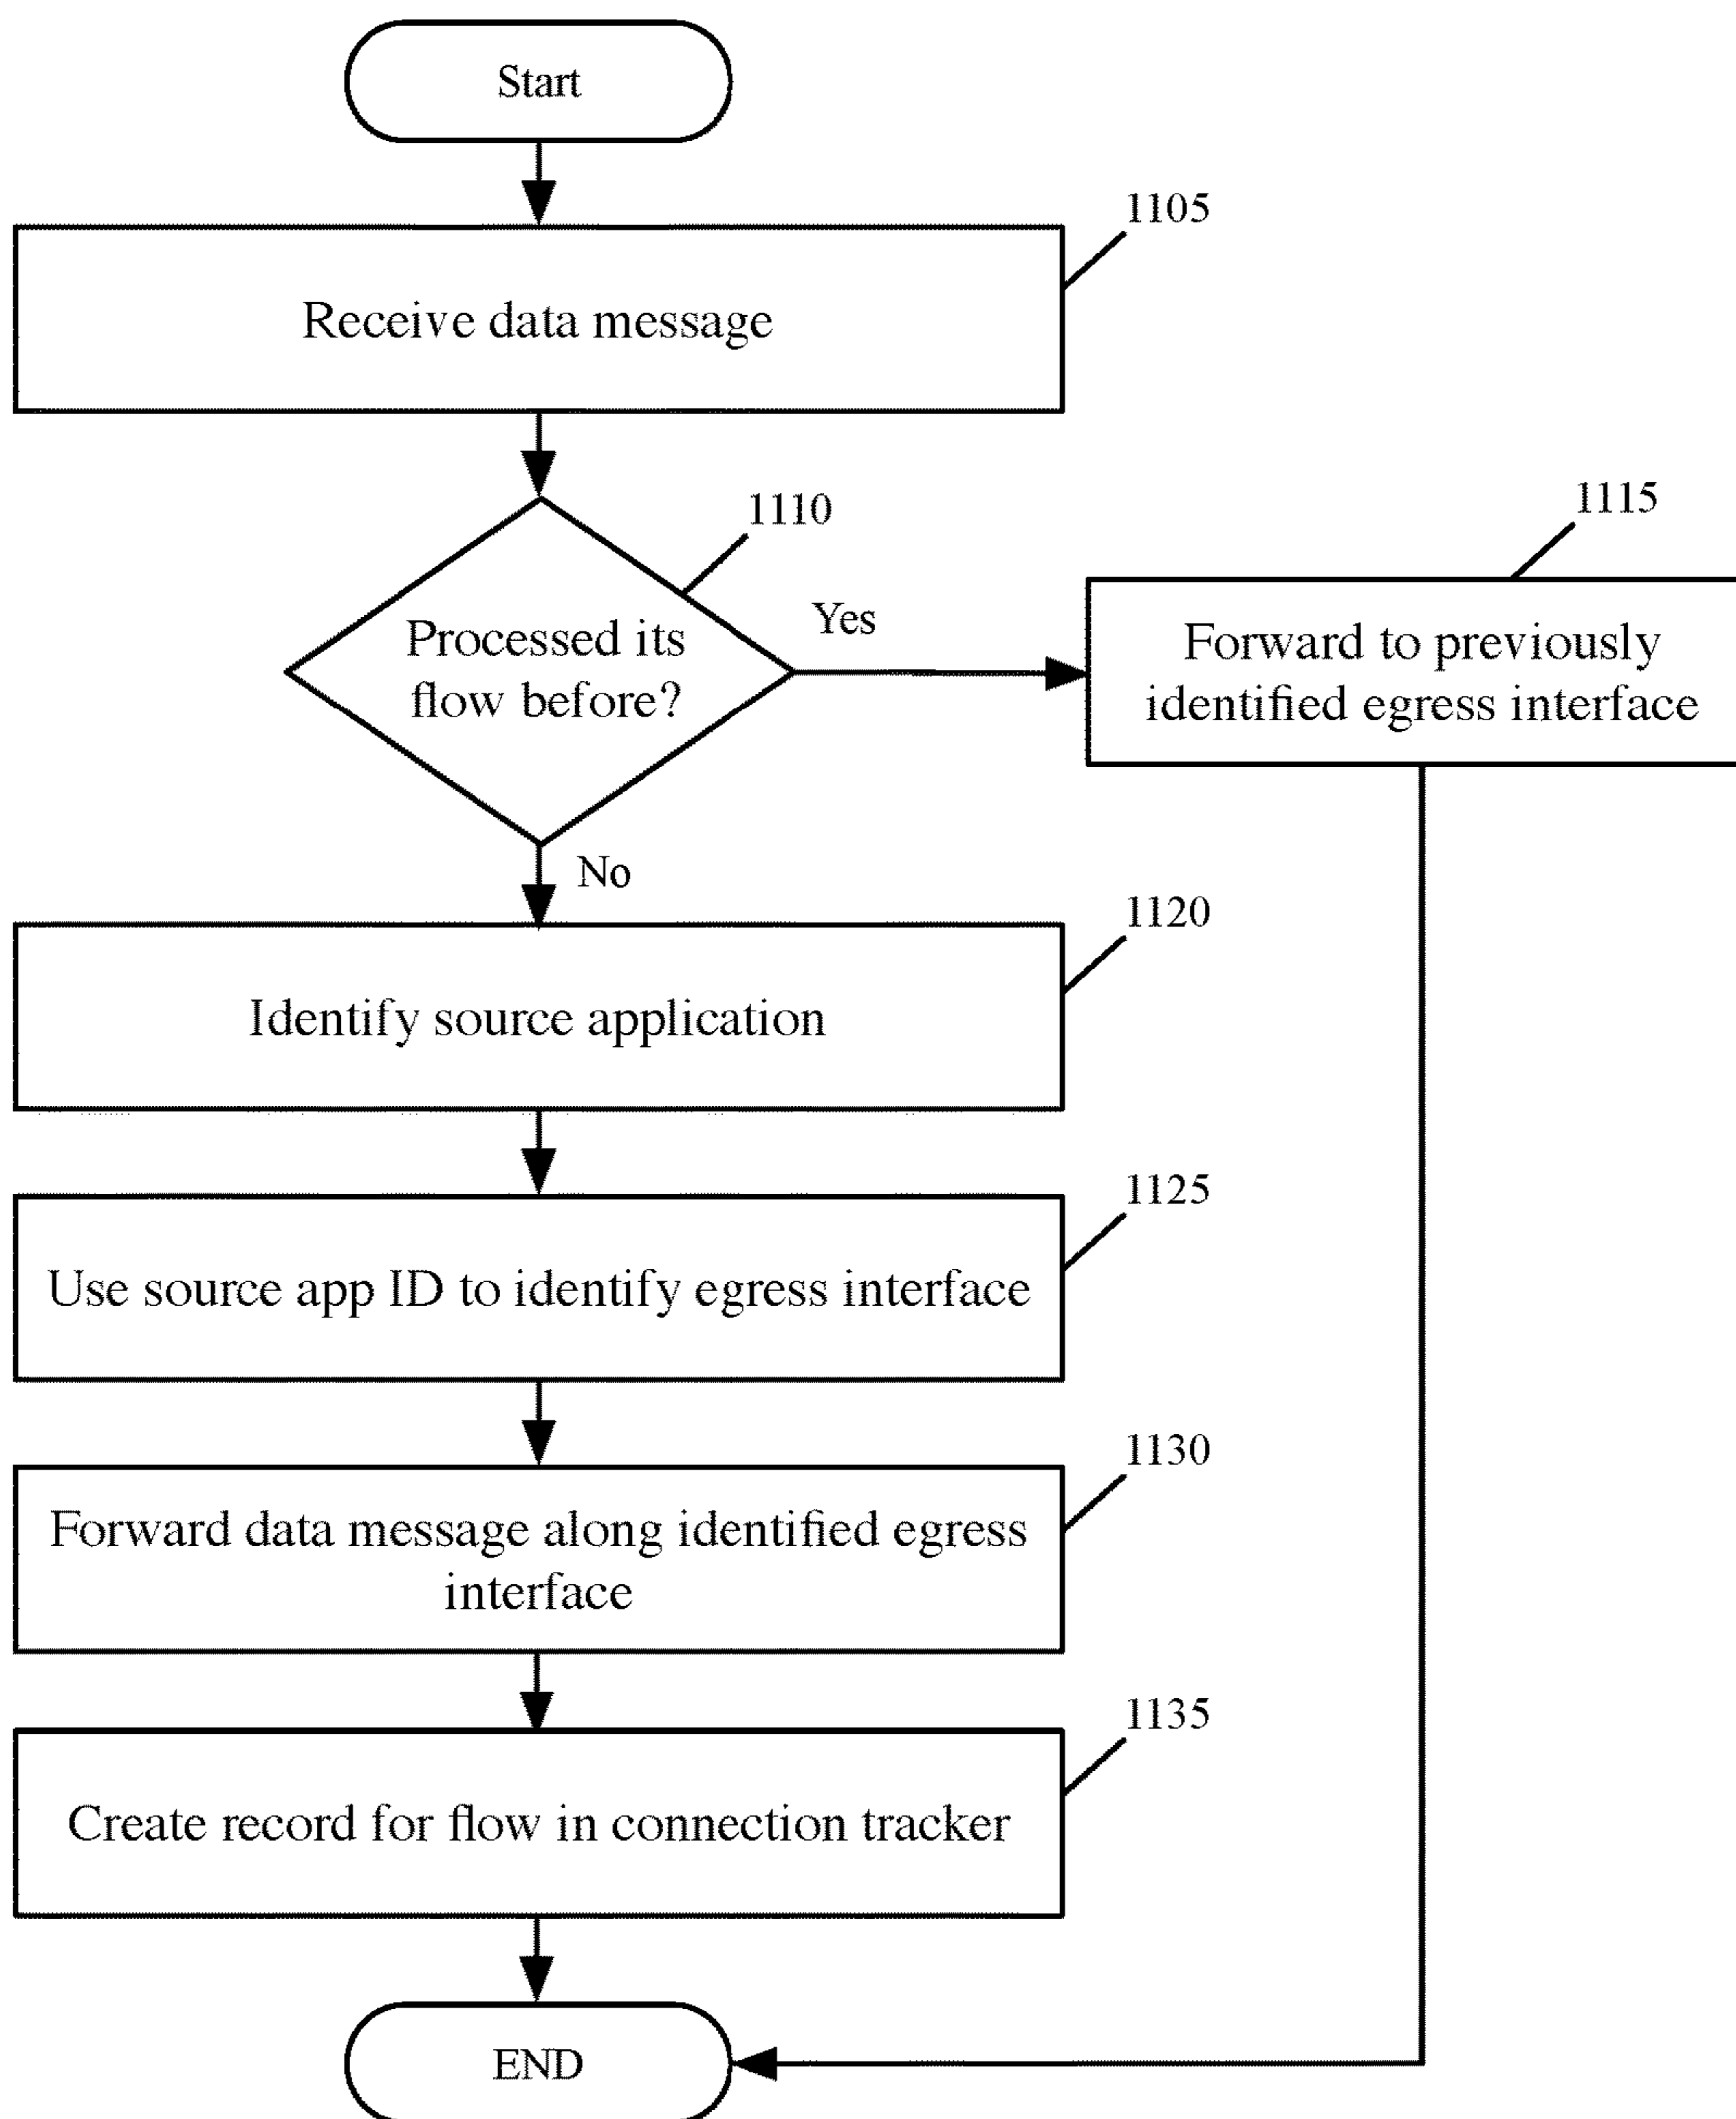 Start
1105
Receive data message
1110
1115
Processed its
flow before?
Yes
Forward to previously
identified egress interface
No
1120
Identify source application
1125
Use source app ID to identify egress interface
1130
Forward data message along identified egress
interface
1135
Create record for flow in connection tracker
END